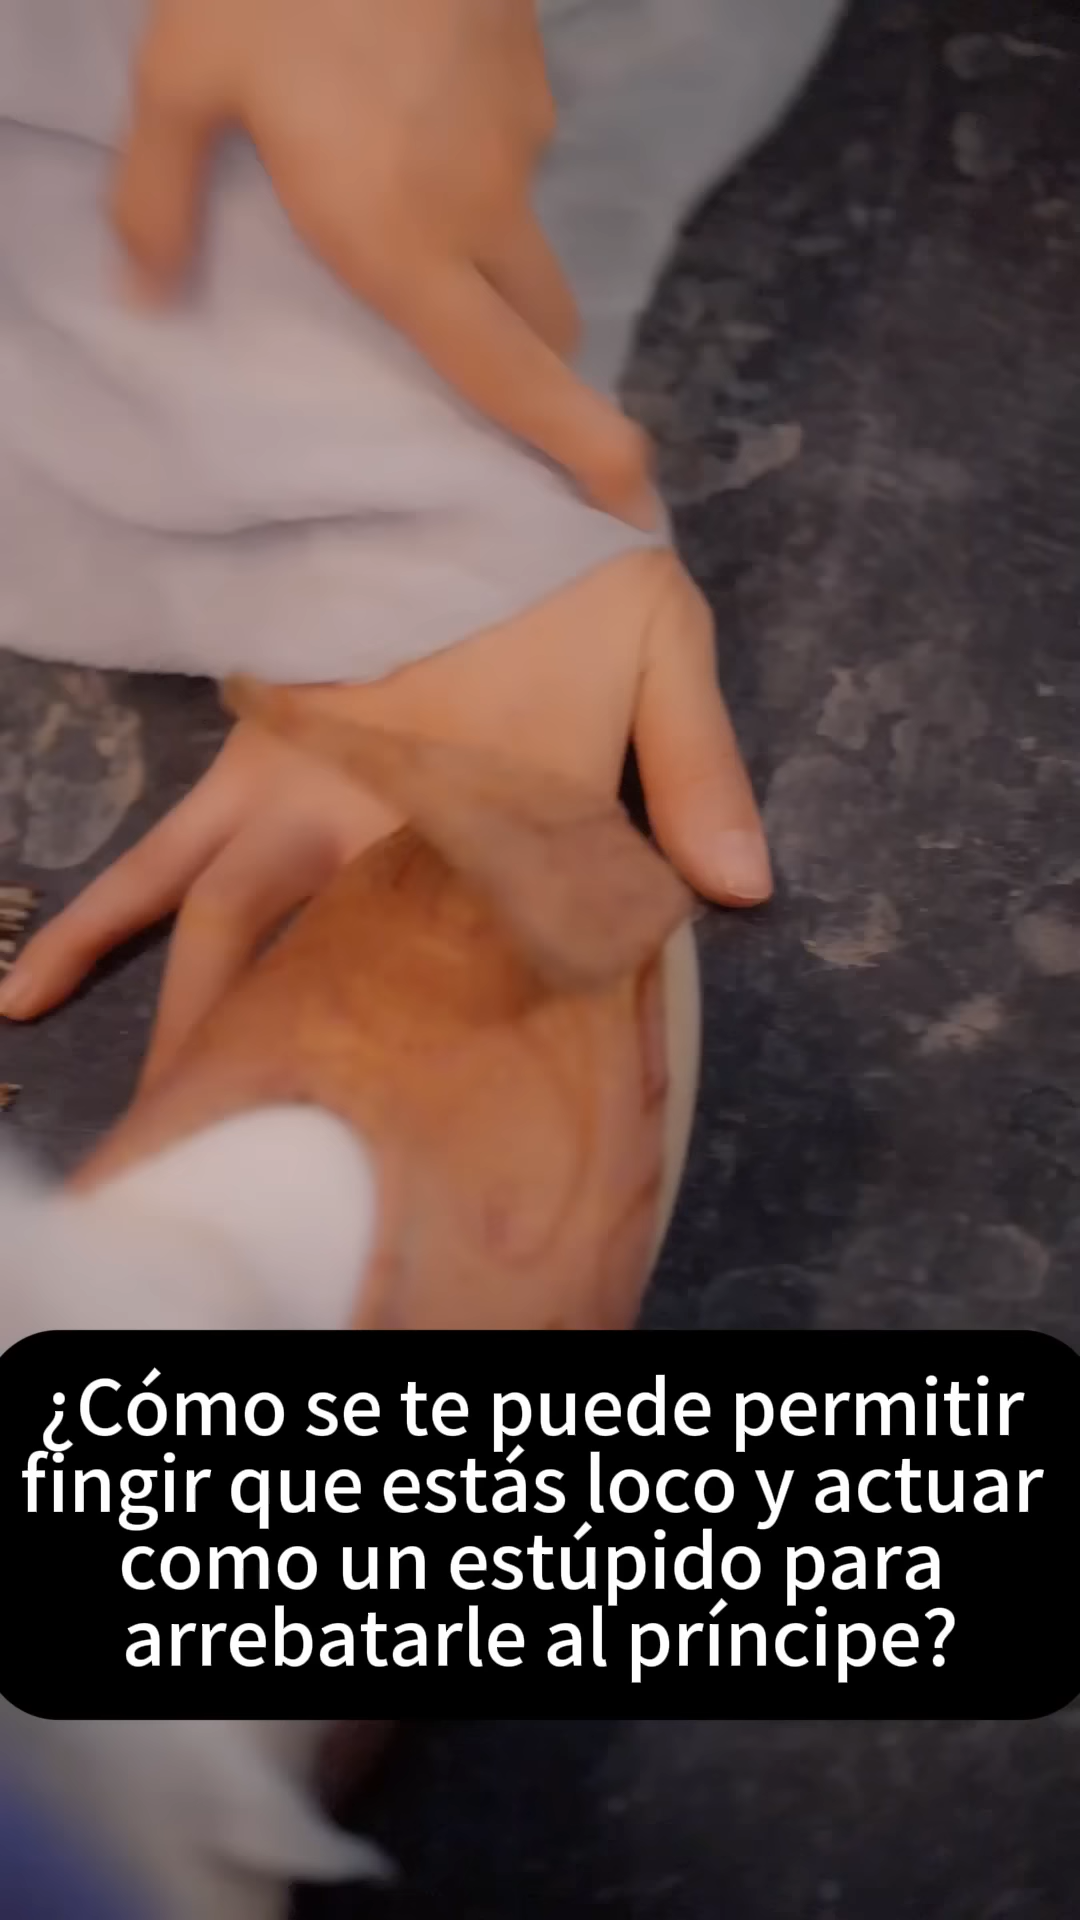 ¿Cómo se te puede permitir
fingir que estás loco y actuar
como un estúpido para
arrebatarle al príncipe?